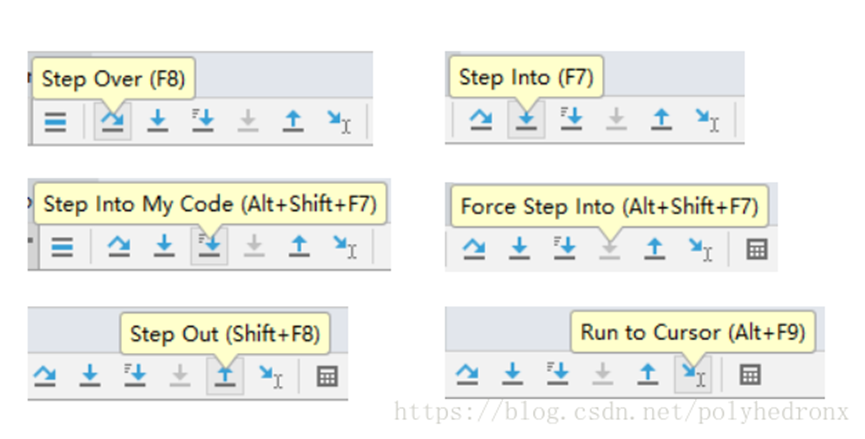 Step Over (F8)
Step Into (F7)
Step Into My Code (Alt+Shift+F7)
Force Step Into (Alt+Shift+F7)
Step Out (Shift+F8)
Run to Cursor (Alt+F9)
https://blog.csdn.net/polyhedronx